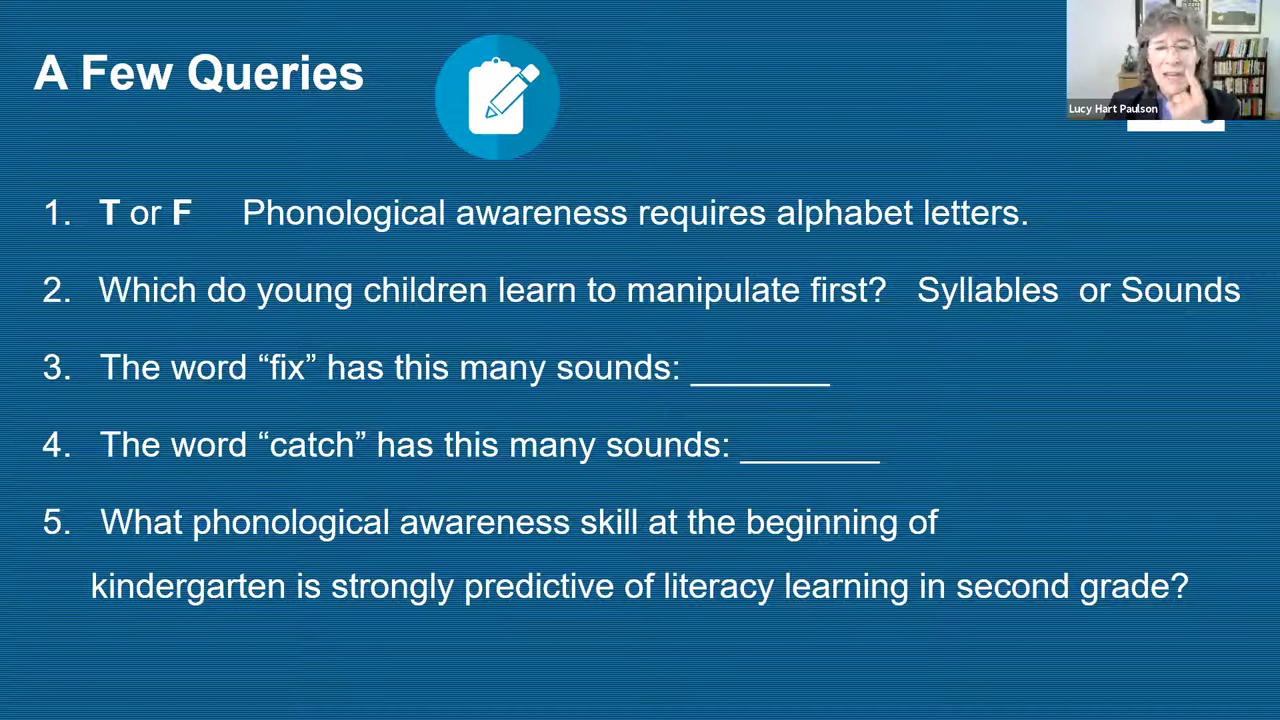 A Few Queries
Lucy Hart Paulson
1. T or F Phonological awareness requires alphabet letters.
2. Which do young children learn to manipulate first? Syllables or Sounds
3. The word “fix” has this many sounds: _______
4. The word “catch” has this many sounds: _______
5. What phonological awareness skill at the beginning of
kindergarten is strongly predictive of literacy learning in second grade?